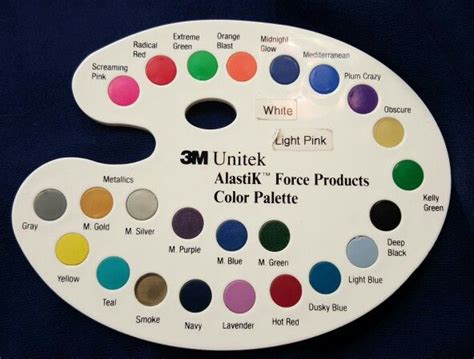 Screaming
Pink
Radical
Red
Extreme
Green
Orange
Blast
Midnight
Glow
Mediterranean
Plum Crazy
Obscure
Kelly
Green
Deep
Black
Light Blue
Dusky Blue
Hot Red
Lavender
Navy
Smoke
Teal
Yellow
Gray
White
Light Pink
3M Unitek
AlastiK™ Force Products
Color Palette
Metallics
M. Gold
M. Silver
M. Purple
M. Blue
M. Green